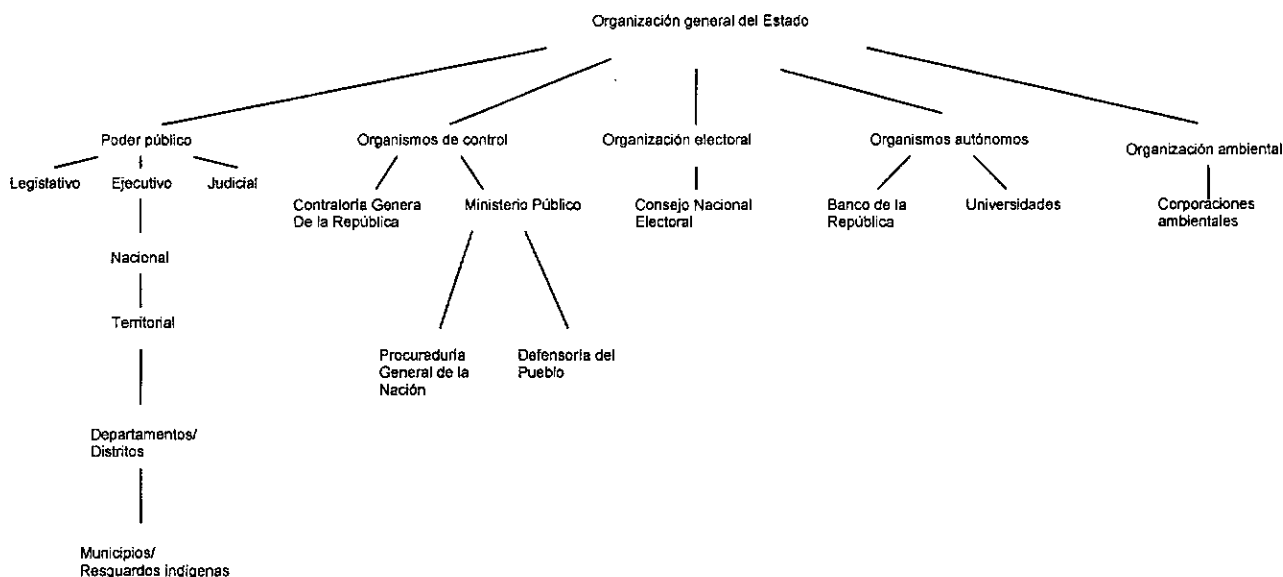 Organización general del Estado
Poder público
Organismos de control
Organización electoral
Organismos autónomos
Organización ambiental
Legislativo
Ejecutivo
Judicial
Contraloría Genera
De la República
Ministerio Público
Consejo Nacional
Electoral
Banco de la
República
Universidades
Corporaciones
ambientales
Nacional
Territorial
Procuraduría
General de la
Nación
Defensoría del
Pueblo
Departamentos/
Distritos
Municipios/
Resguardos indígenas